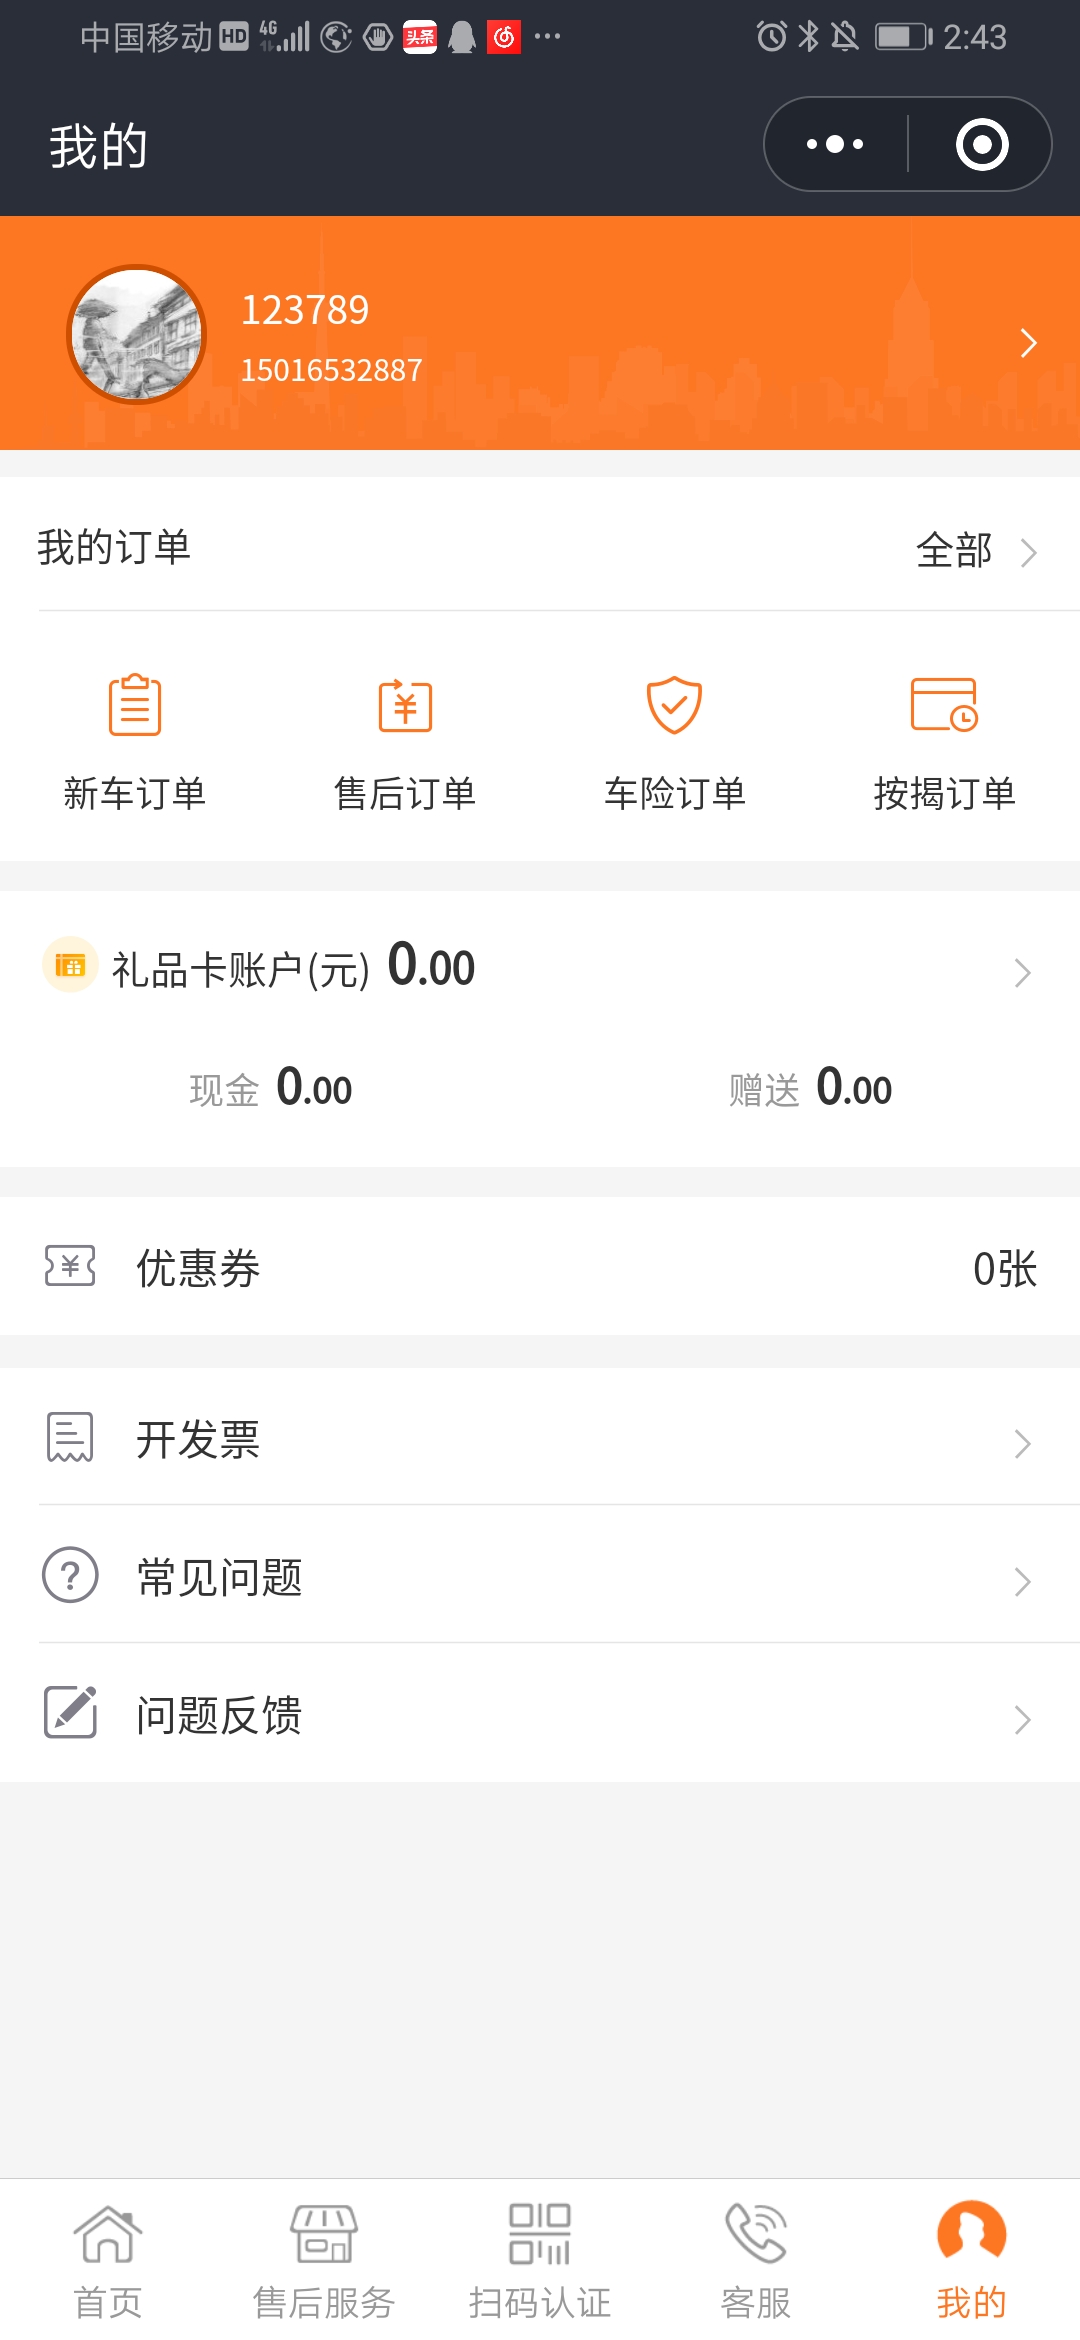 中国移动 HD 4G 头条 2:43
我的
123789
15016532887
我的订单 全部
新车订单 售后订单 车险订单 按揭订单
礼品卡账户(元) 0.00
现金 0.00 赠送 0.00
优惠券 0张
开发票
常见问题
问题反馈
首页 售后服务 扫码认证 客服 我的